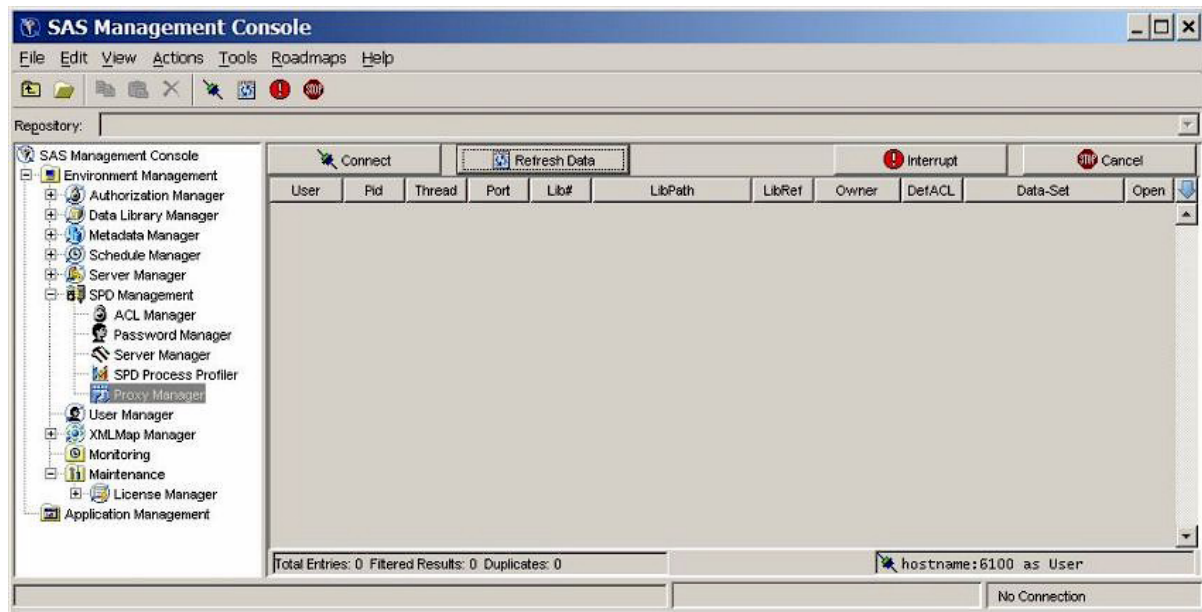 SAS Management Console
File Edit View Actions Tools Roadmaps Help
STOP
Repository:
SAS Management Console
Environment Management
Authorization Manager
Data Library Manager
Metadata Manager
Schedule Manager
Server Manager
SPD Management
ACL Manager
Password Manager
Server Manager
SPD Process Profiler
Proxy Manager
User Manager
XMLMap Manager
Monitoring
Maintenance
License Manager
Application Management
Connect Refresh Data Interrupt STOP Cancel
User Pid Thread Port Lib# LibPath LibRef Owner DefACL Data-Set Open
Total Entries: 0 Filtered Results: 0 Duplicates: 0
hostname:6100 as User
No Connection